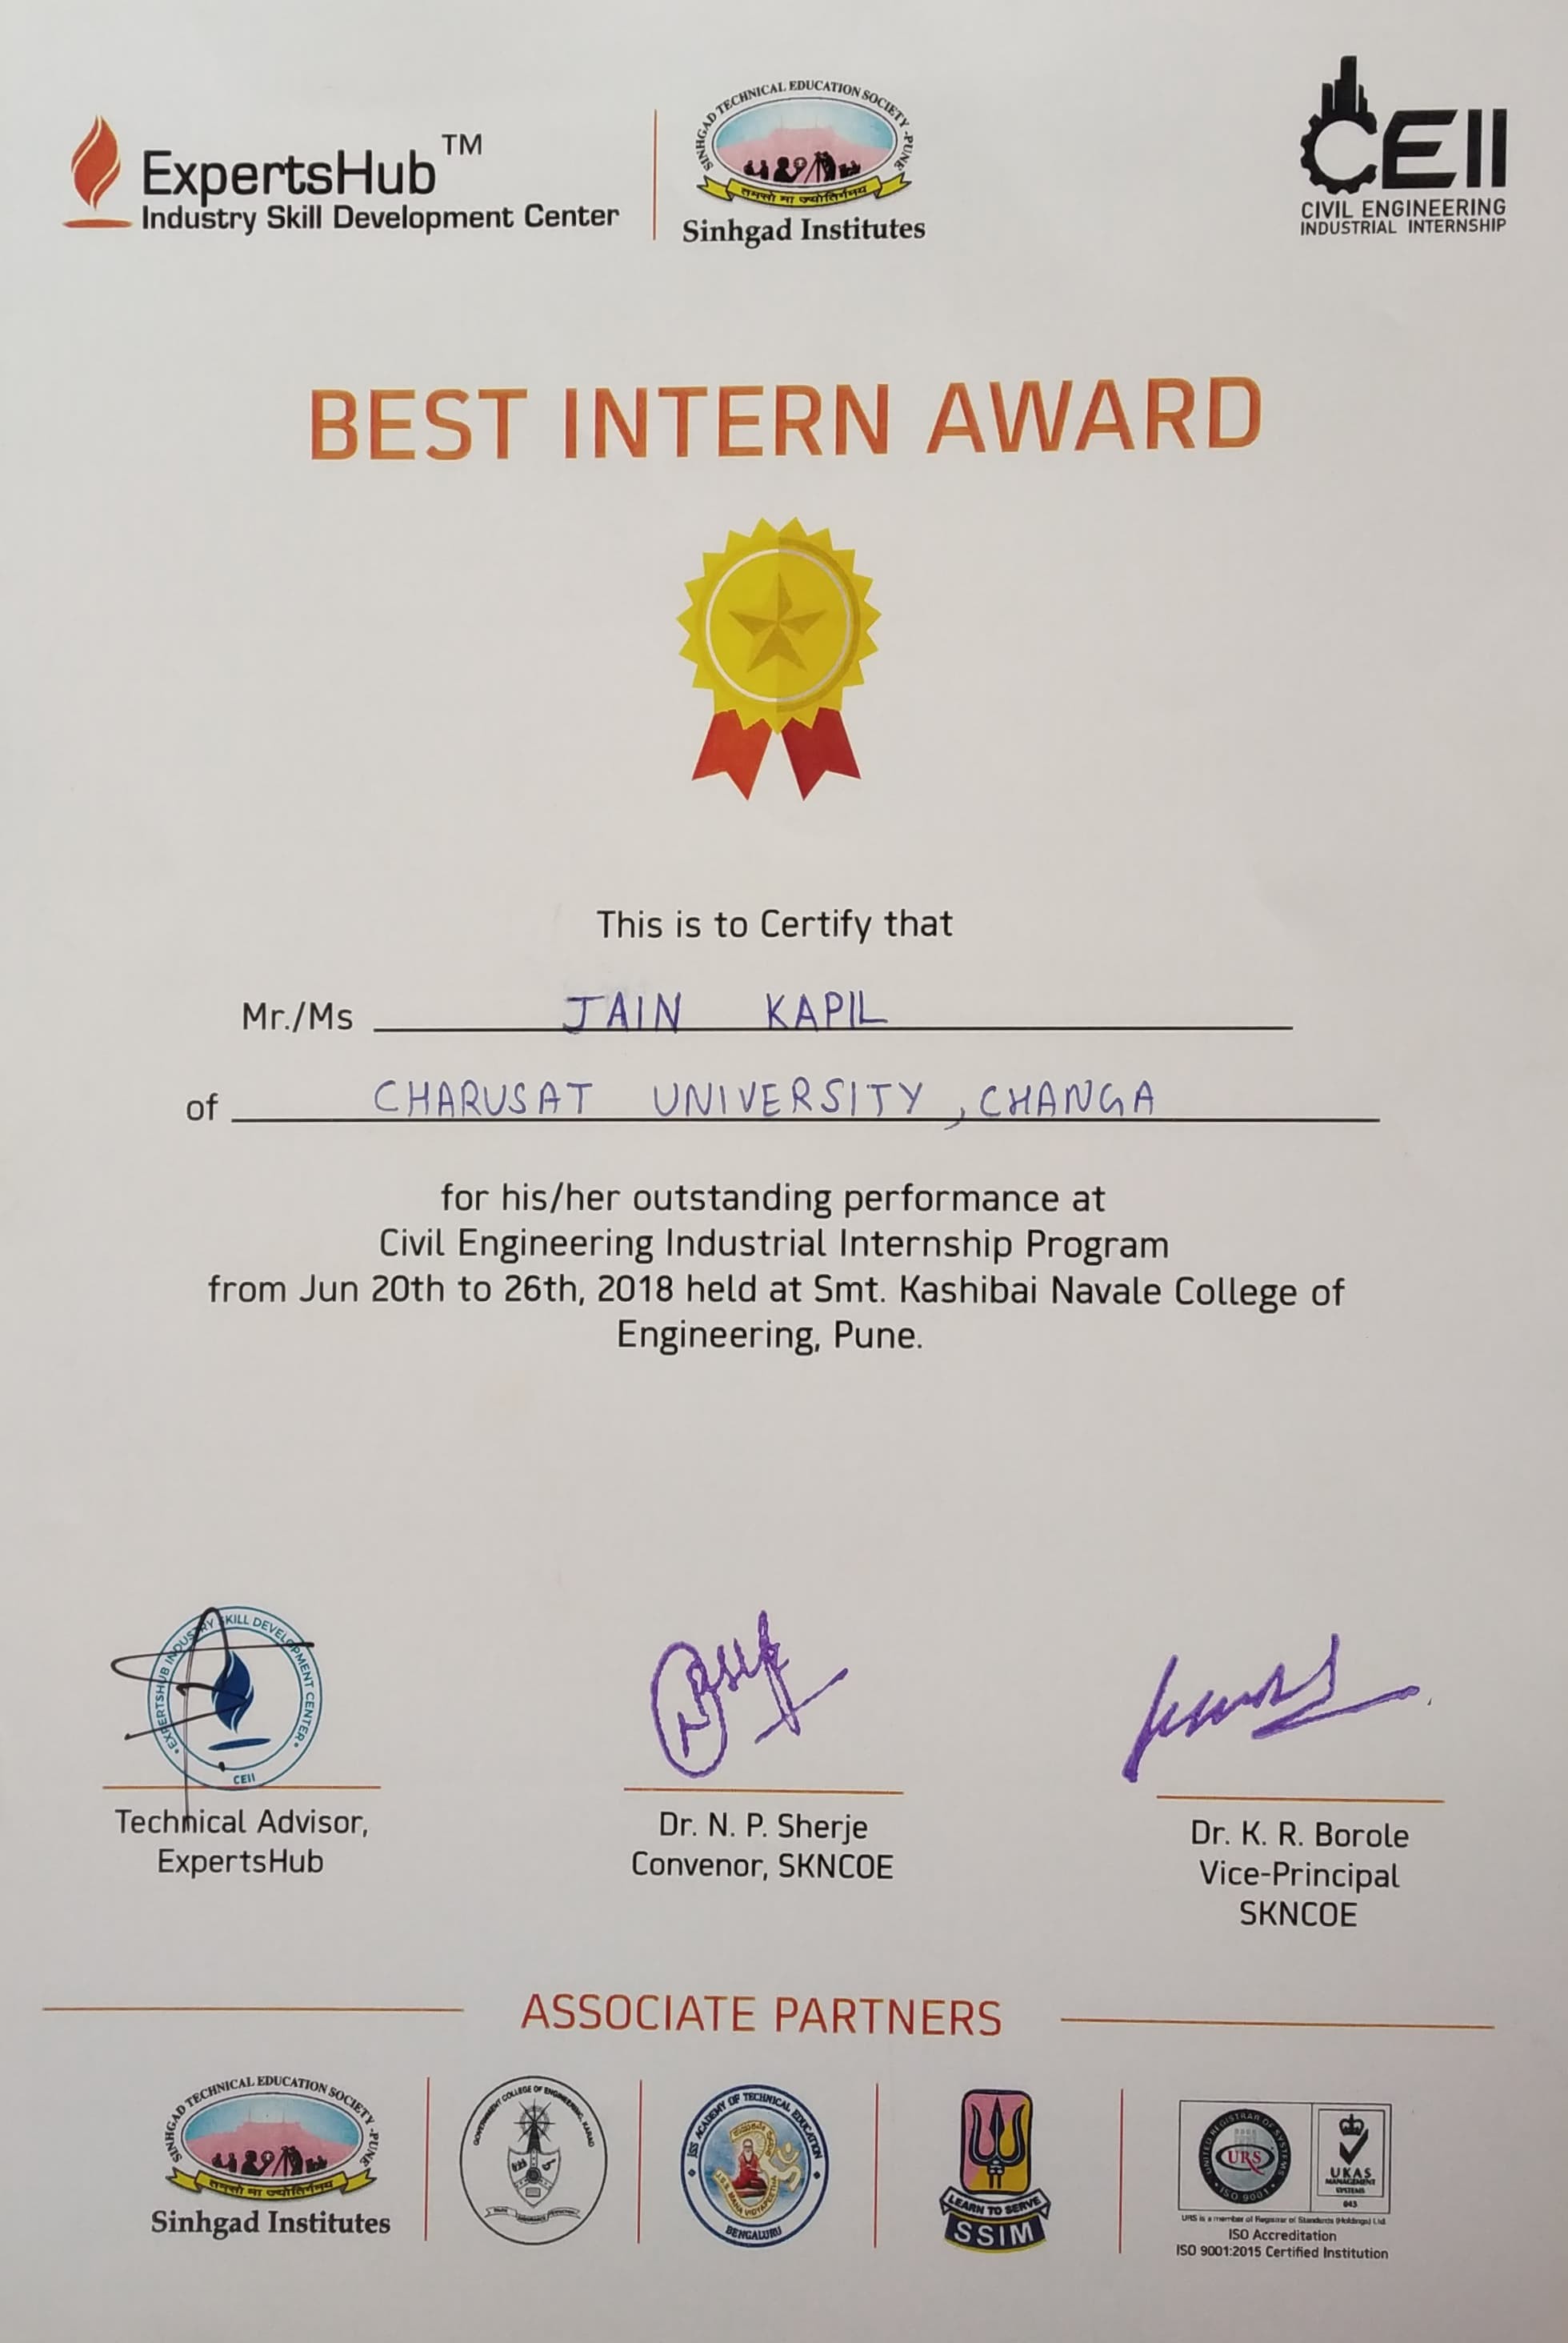 ExpertsHub™
Industry Skill Development Center
SINHGAD TECHNICAL EDUCATION SOCIETY - PUNE
तमसो मा ज्योतिर्गमय
Sinhgad Institutes
CEII
CIVIL ENGINEERING
INDUSTRIAL INTERNSHIP
BEST INTERN AWARD
This is to Certify that
Mr./Ms JAIN KAPIL
of CHARUSAT UNIVERSITY, CHANGA
for his/her outstanding performance at
Civil Engineering Industrial Internship Program
from Jun 20th to 26th, 2018 held at Smt. Kashibai Navale College of
Engineering, Pune.
• EXPERTSHUB INDUSTRY SKILL DEVELOPMENT CENTER •
CEII
Technical Advisor,
ExpertsHub
Dr. N. P. Sherje
Convenor, SKNCOE
Dr. K. R. Borole
Vice-Principal
SKNCOE
ASSOCIATE PARTNERS
SINHGAD TECHNICAL EDUCATION SOCIETY - PUNE
तमसो मा ज्योतिर्गमय
Sinhgad Institutes
GOVERNMENT COLLEGE OF ENGINEERING, KARAD
JSS ACADEMY OF TECHNICAL EDUCATION
J.S.S. MAHA VIDYAPEETHA
BENGALURU
LEARN TO SERVE
SSIM
UNITED REGISTRAR OF SYSTEMS
URS
• ISO 9001 •
UKAS
MANAGEMENT
SYSTEMS
043
URS is a member of Registrar of Standards (Holdings) Ltd.
ISO Accreditation
ISO 9001:2015 Certified Institution